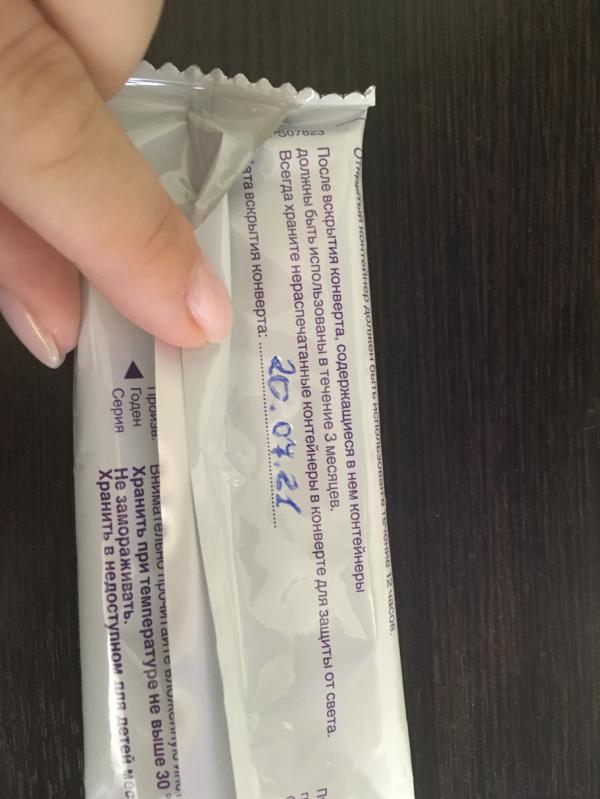 Открытый контейнер должен быть использован в течение 12 часов.
После вскрытия конверта, содержащиеся в нем контейнеры
должны быть использованы в течение 3 месяцев.
Всегда храните нераспечатанные контейнеры в конверте для защиты от света.
Дата вскрытия конверта: 20.07.21
Внимательно прочитайте вложенную
Хранить при температуре не выше 30
Не замораживать.
Хранить в недоступном для детей
Произв.
Годен
Серия